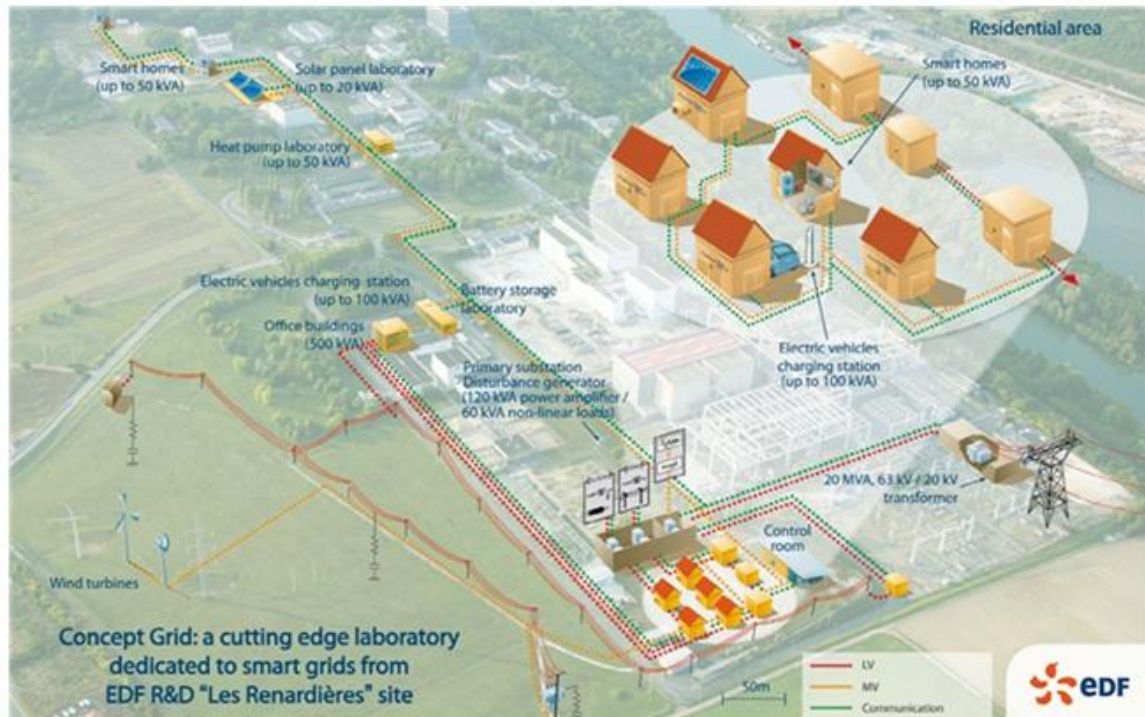 Residential area
Smart homes
(up to 50 kVA)
Solar panel laboratory
(up to 20 kVA)
Smart homes
(up to 50 kVA)
Heat pump laboratory
(up to 50 kVA)
Electric vehicles charging station
(up to 100 kVA)
Battery storage
laboratory
Office buildings
(500 kVA)
Primary substation
Disturbance generator
(120 kVA power amplifier /
60 kVA non-linear loads)
Electric vehicles
charging station
(up to 100 kVA)
20 MVA, 63 kV / 20 kV
transformer
Control
room
Wind turbines
Concept Grid: a cutting edge laboratory
dedicated to smart grids from
EDF R&D "Les Renardières" site
50m
LV
MV
Communication
eDF